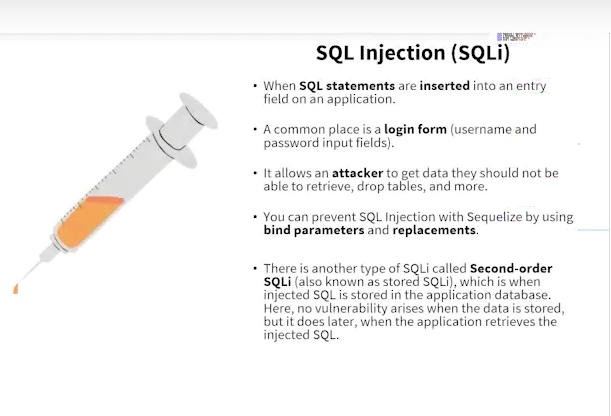 SQL Injection (SQLi)
• When SQL statements are inserted into an entry
field on an application.
• A common place is a login form (username and
password input fields).
• It allows an attacker to get data they should not be
able to retrieve, drop tables, and more.
• You can prevent SQL Injection with Sequelize by using
bind parameters and replacements.
• There is another type of SQLi called Second-order
SQLi (also known as stored SQLi), which is when
injected SQL is stored in the application database.
Here, no vulnerability arises when the data is stored,
but it does later, when the application retrieves the
injected SQL.